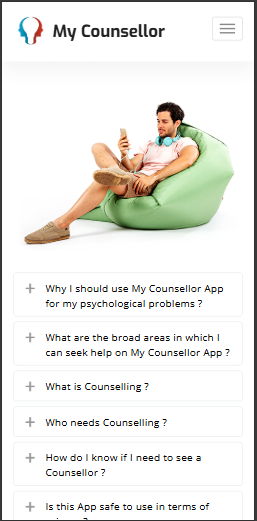 My Counsellor
Why I should use My Counsellor App
for my psychological problems ?
What are the broad areas in which I
can seek help on My Counsellor App ?
What is Counselling ?
Who needs Counselling ?
How do I know if I need to see a
Counsellor ?
Is this App safe to use in terms of